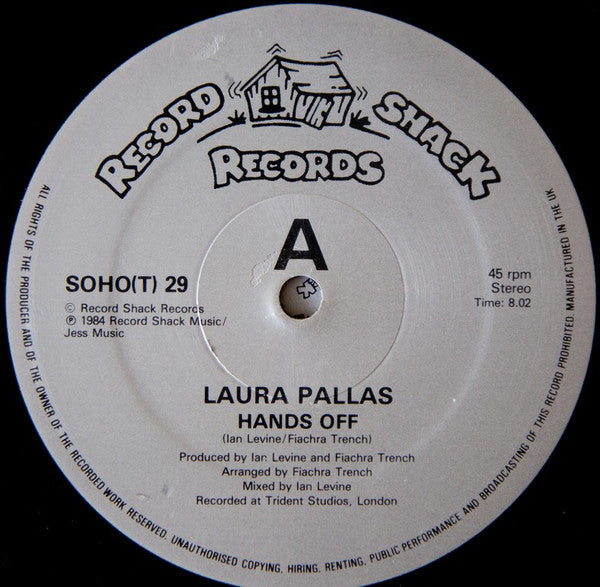 RECORD SHACK
RECORDS
A
SOHO(T) 29
© Record Shack Records
℗ 1984 Record Shack Music/
Jess Music
45 rpm
Stereo
Time: 8.02
LAURA PALLAS
HANDS OFF
(Ian Levine/Fiachra Trench)
Produced by Ian Levine and Fiachra Trench
Arranged by Fiachra Trench
Mixed by Ian Levine
Recorded at Trident Studios, London
ALL RIGHTS OF THE PRODUCER AND OF THE OWNER OF THE RECORDED WORK RESERVED. UNAUTHORISED COPYING, HIRING, RENTING, PUBLIC PERFORMANCE AND BROADCASTING OF THIS RECORD PROHIBITED. MANUFACTURED IN THE UK